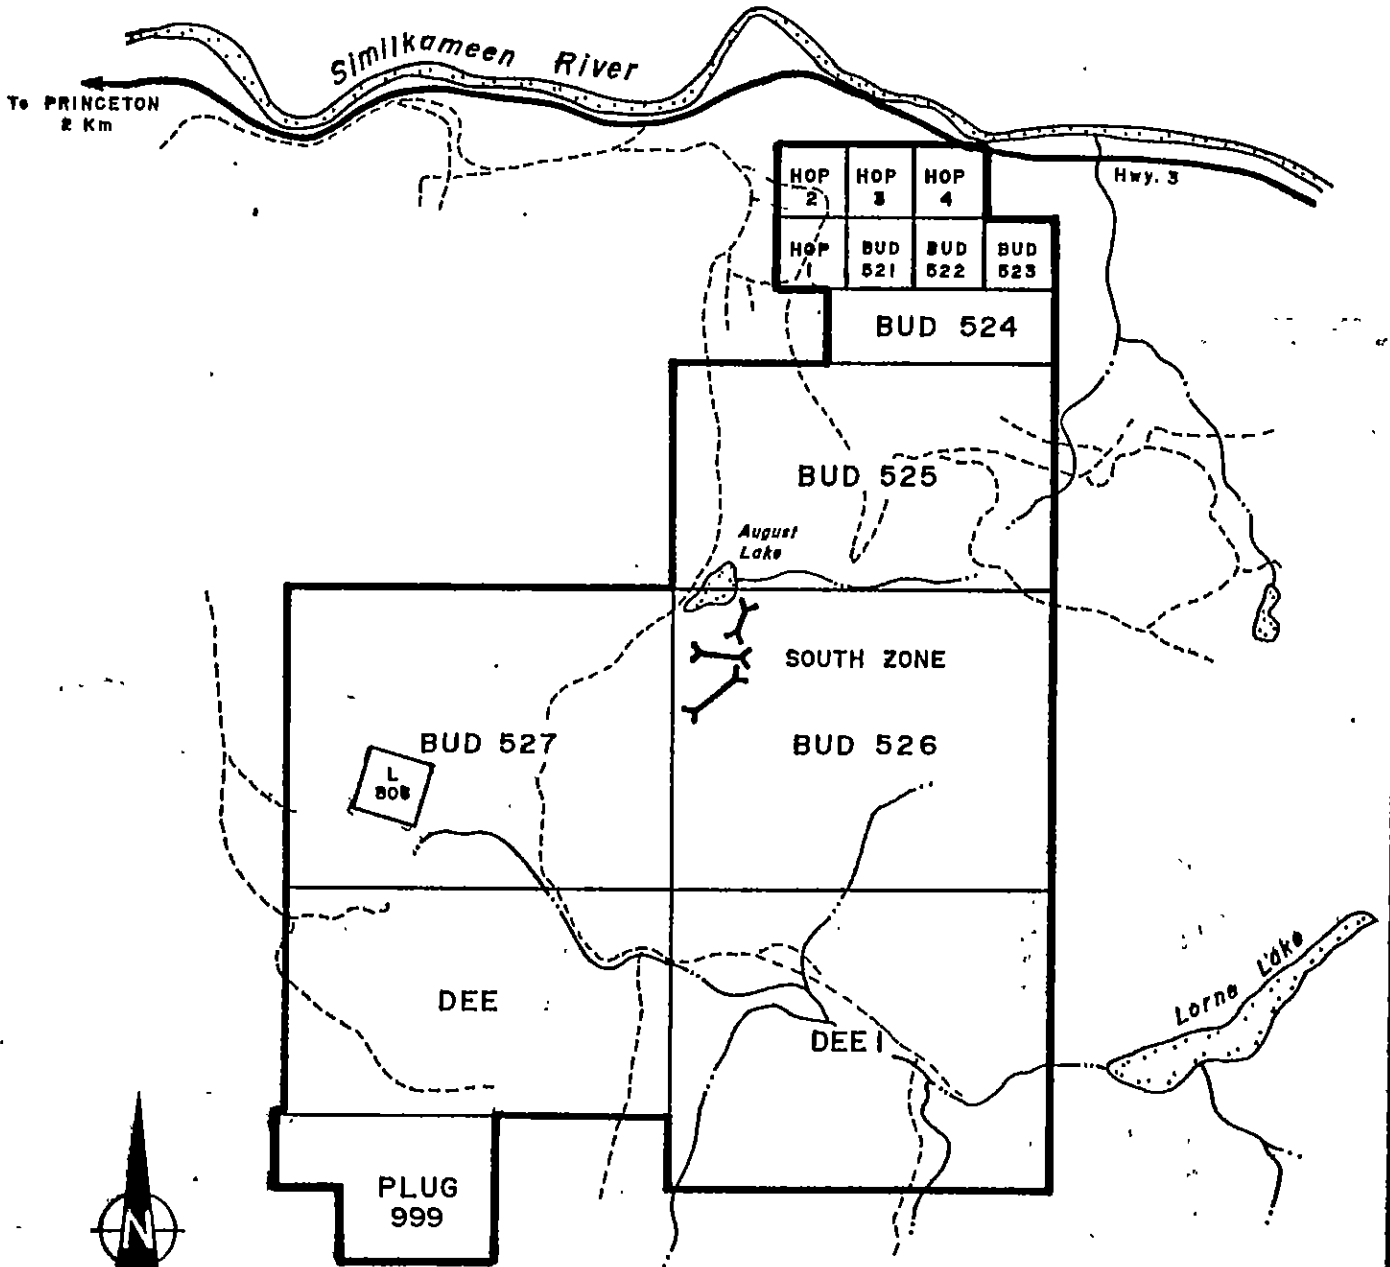 Similkameen River
To PRINCETON
2 Km
Hwy. 3
HOP
2
HOP
3
HOP
4
HOP
1
BUD
521
BUD
522
BUD
523
BUD 524
BUD 525
August
Lake
SOUTH ZONE
BUD 527
BUD 526
L
Lorne Lake
DEE
DEE 1
PLUG
999
N